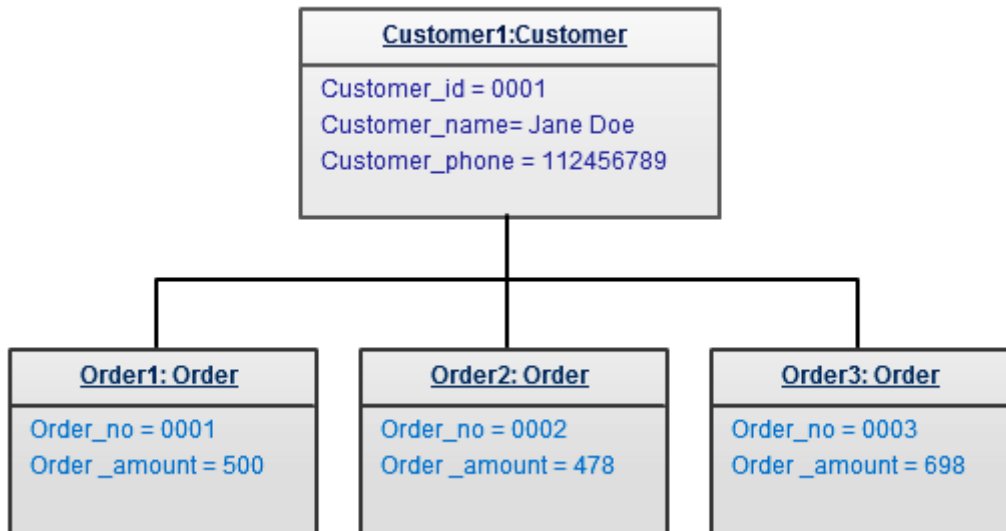 Customer1:Customer
Customer_id = 0001
Customer_name= Jane Doe
Customer_phone = 112456789
Order1: Order
Order_no = 0001
Order _amount = 500
Order2: Order
Order_no = 0002
Order _amount = 478
Order3: Order
Order_no = 0003
Order _amount = 698